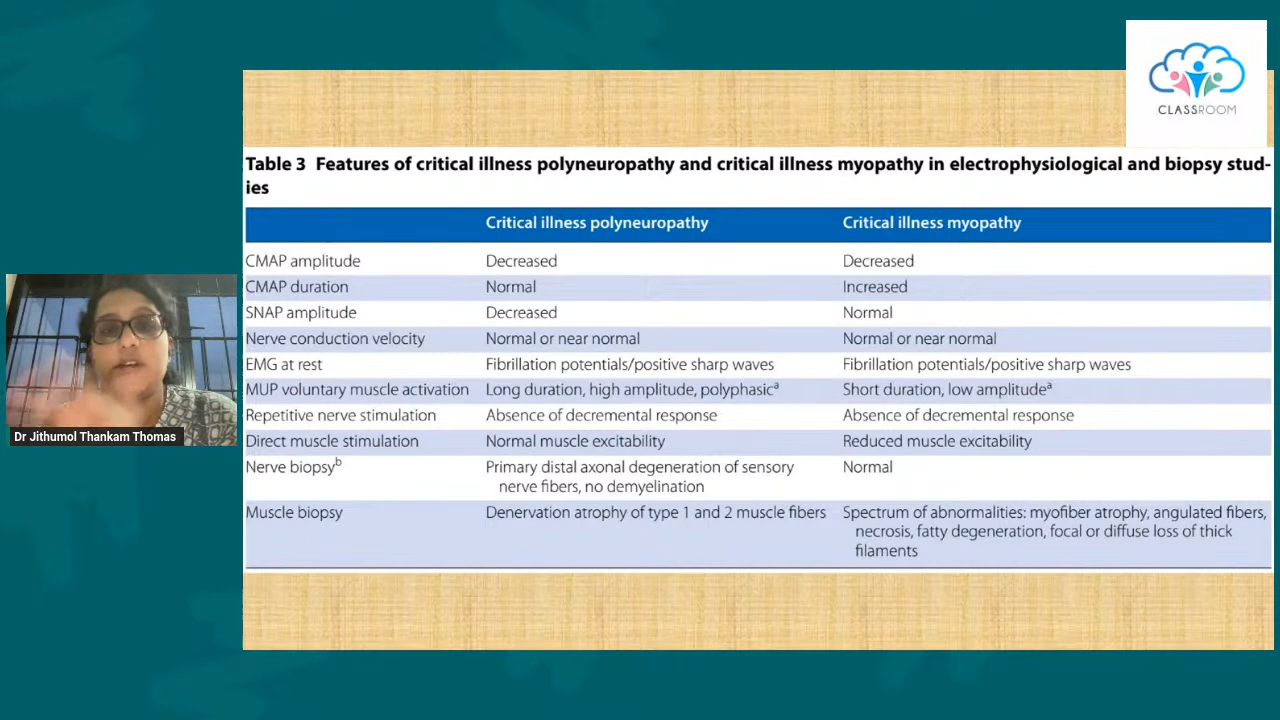 CLASSROOM
Table 3 Features of critical illness polyneuropathy and critical illness myopathy in electrophysiological and biopsy stud-
ies
Critical illness polyneuropathy Critical illness myopathy
CMAP amplitude Decreased Decreased
CMAP duration Normal Increased
SNAP amplitude Decreased Normal
Nerve conduction velocity Normal or near normal Normal or near normal
EMG at rest Fibrillation potentials/positive sharp waves Fibrillation potentials/positive sharp waves
MUP voluntary muscle activation Long duration, high amplitude, polyphasicᵃ Short duration, low amplitudeᵃ
Repetitive nerve stimulation Absence of decremental response Absence of decremental response
Direct muscle stimulation Normal muscle excitability Reduced muscle excitability
Nerve biopsyᵇ Primary distal axonal degeneration of sensory Normal
nerve fibers, no demyelination
Muscle biopsy Denervation atrophy of type 1 and 2 muscle fibers Spectrum of abnormalities: myofiber atrophy, angulated fibers,
necrosis, fatty degeneration, focal or diffuse loss of thick
filaments
Dr Jithumol Thankam Thomas